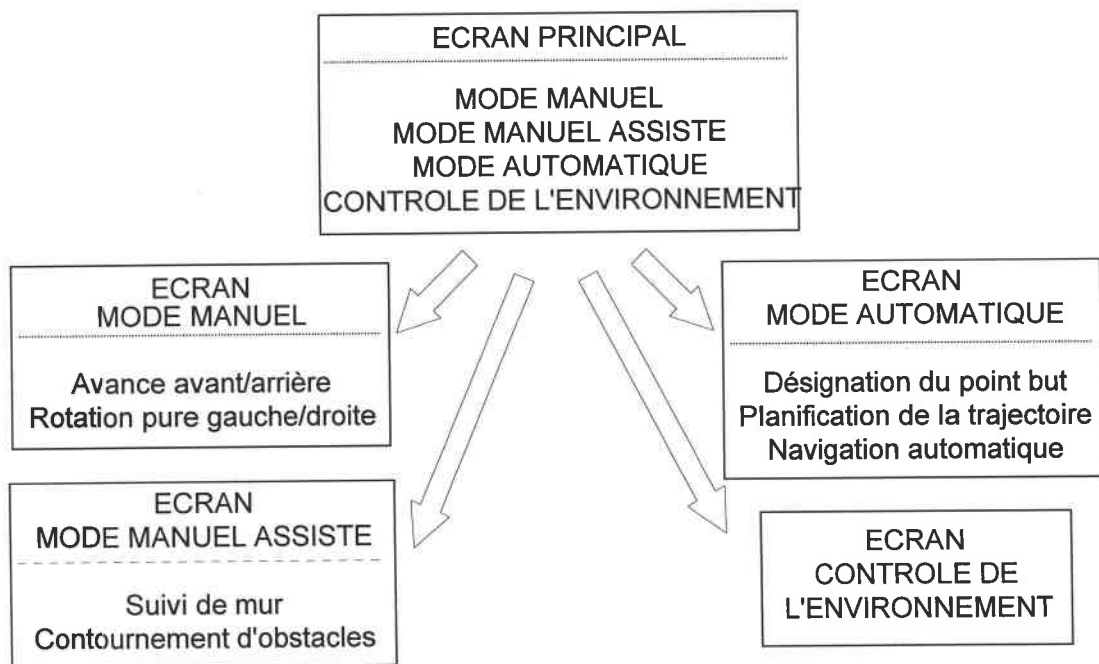 ECRAN PRINCIPAL
MODE MANUEL
MODE MANUEL ASSISTE
MODE AUTOMATIQUE
CONTROLE DE L'ENVIRONNEMENT
ECRAN
MODE MANUEL
Avance avant/arrière
Rotation pure gauche/droite
ECRAN
MODE AUTOMATIQUE
Désignation du point but
Planification de la trajectoire
Navigation automatique
ECRAN
MODE MANUEL ASSISTE
Suivi de mur
Contournement d'obstacles
ECRAN
CONTROLE DE
L'ENVIRONNEMENT